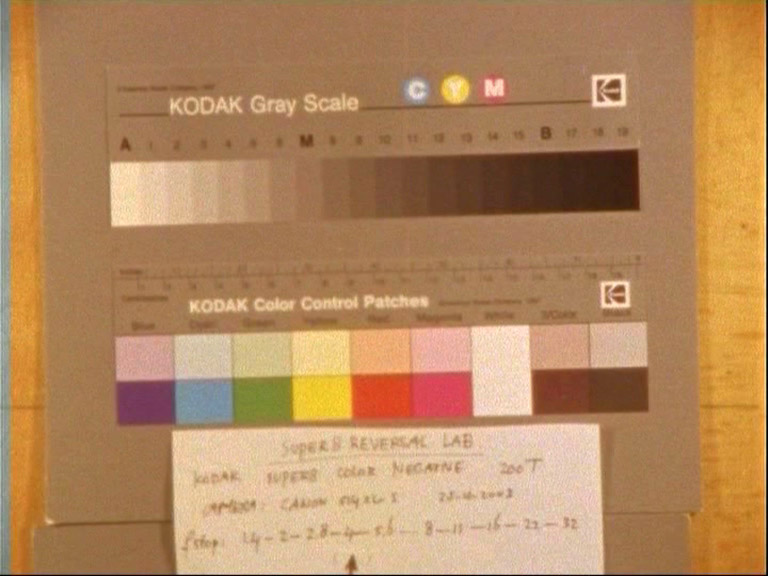 C Y M
KODAK Gray Scale
A 1 2 3 4 5 6 M 8 9 10 11 12 13 14 15 B 17 18 19
KODAK Color Control Patches
Blue Cyan Green Yellow Red Magenta White 3/Color Black
SUPER 8 REVERSAL LAB
KODAK SUPER8 COLOR NEGATIVE 200T
CAMERA: CANON
f stop: 1.4 - 2 - 2.8 - 4 - 5.6 - 8 - 11 - 16 - 22 - 32